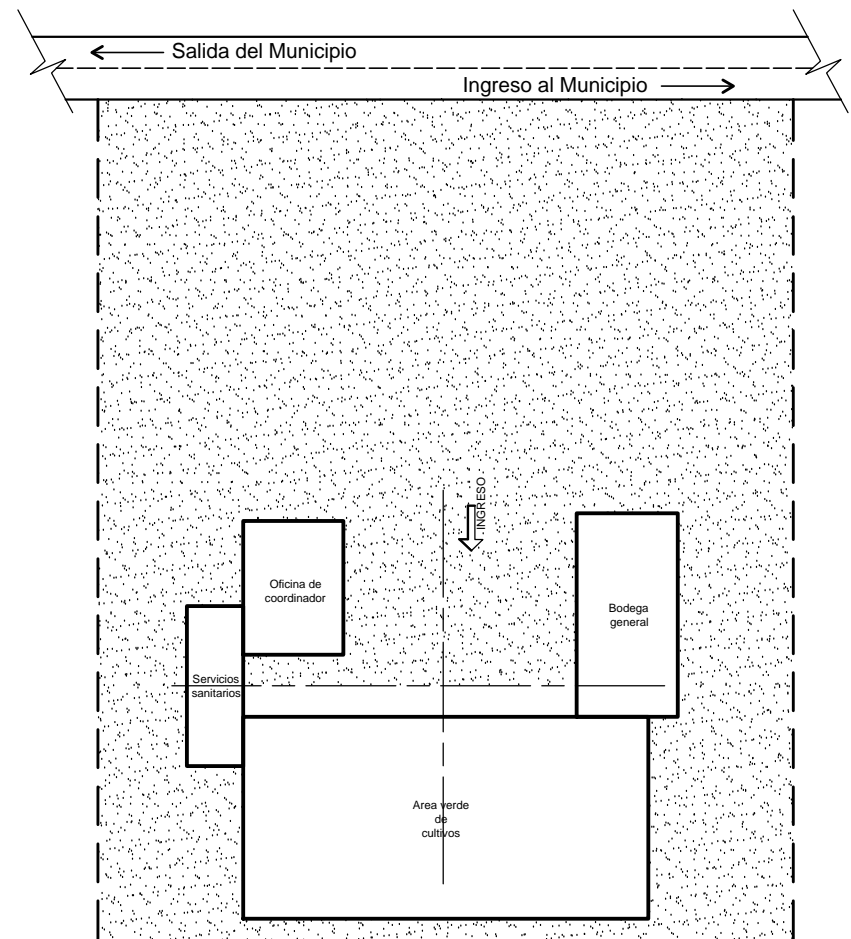 Salida del Municipio
Ingreso al Municipio
INGRESO
Oficina de
coordinador
Bodega
general
Servicios
sanitarios
Area verde
de
cultivos